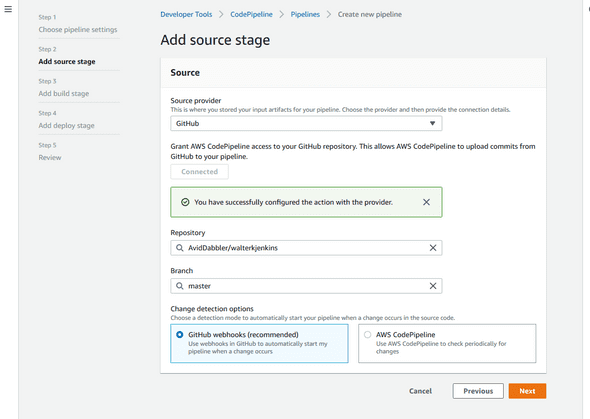 Developer Tools > CodePipeline > Pipelines > Create new pipeline
Step 1
Choose pipeline settings
Step 2
Add source stage
Step 3
Add build stage
Step 4
Add deploy stage
Step 5
Review
Add source stage
Source
Source provider
This is where you stored your input artifacts for your pipeline. Choose the provider and then provide the connection details.
GitHub
Grant AWS CodePipeline access to your GitHub repository. This allows AWS CodePipeline to upload commits from
GitHub to your pipeline.
Connected
You have successfully configured the action with the provider.
Repository
AvidDabbler/walterkjenkins
Branch
master
Change detection options
Choose a detection mode to automatically start your pipeline when a change occurs in the source code.
GitHub webhooks (recommended)
Use webhooks in GitHub to automatically start my
pipeline when a change occurs
AWS CodePipeline
Use AWS CodePipeline to check periodically for
changes
Cancel
Previous
Next